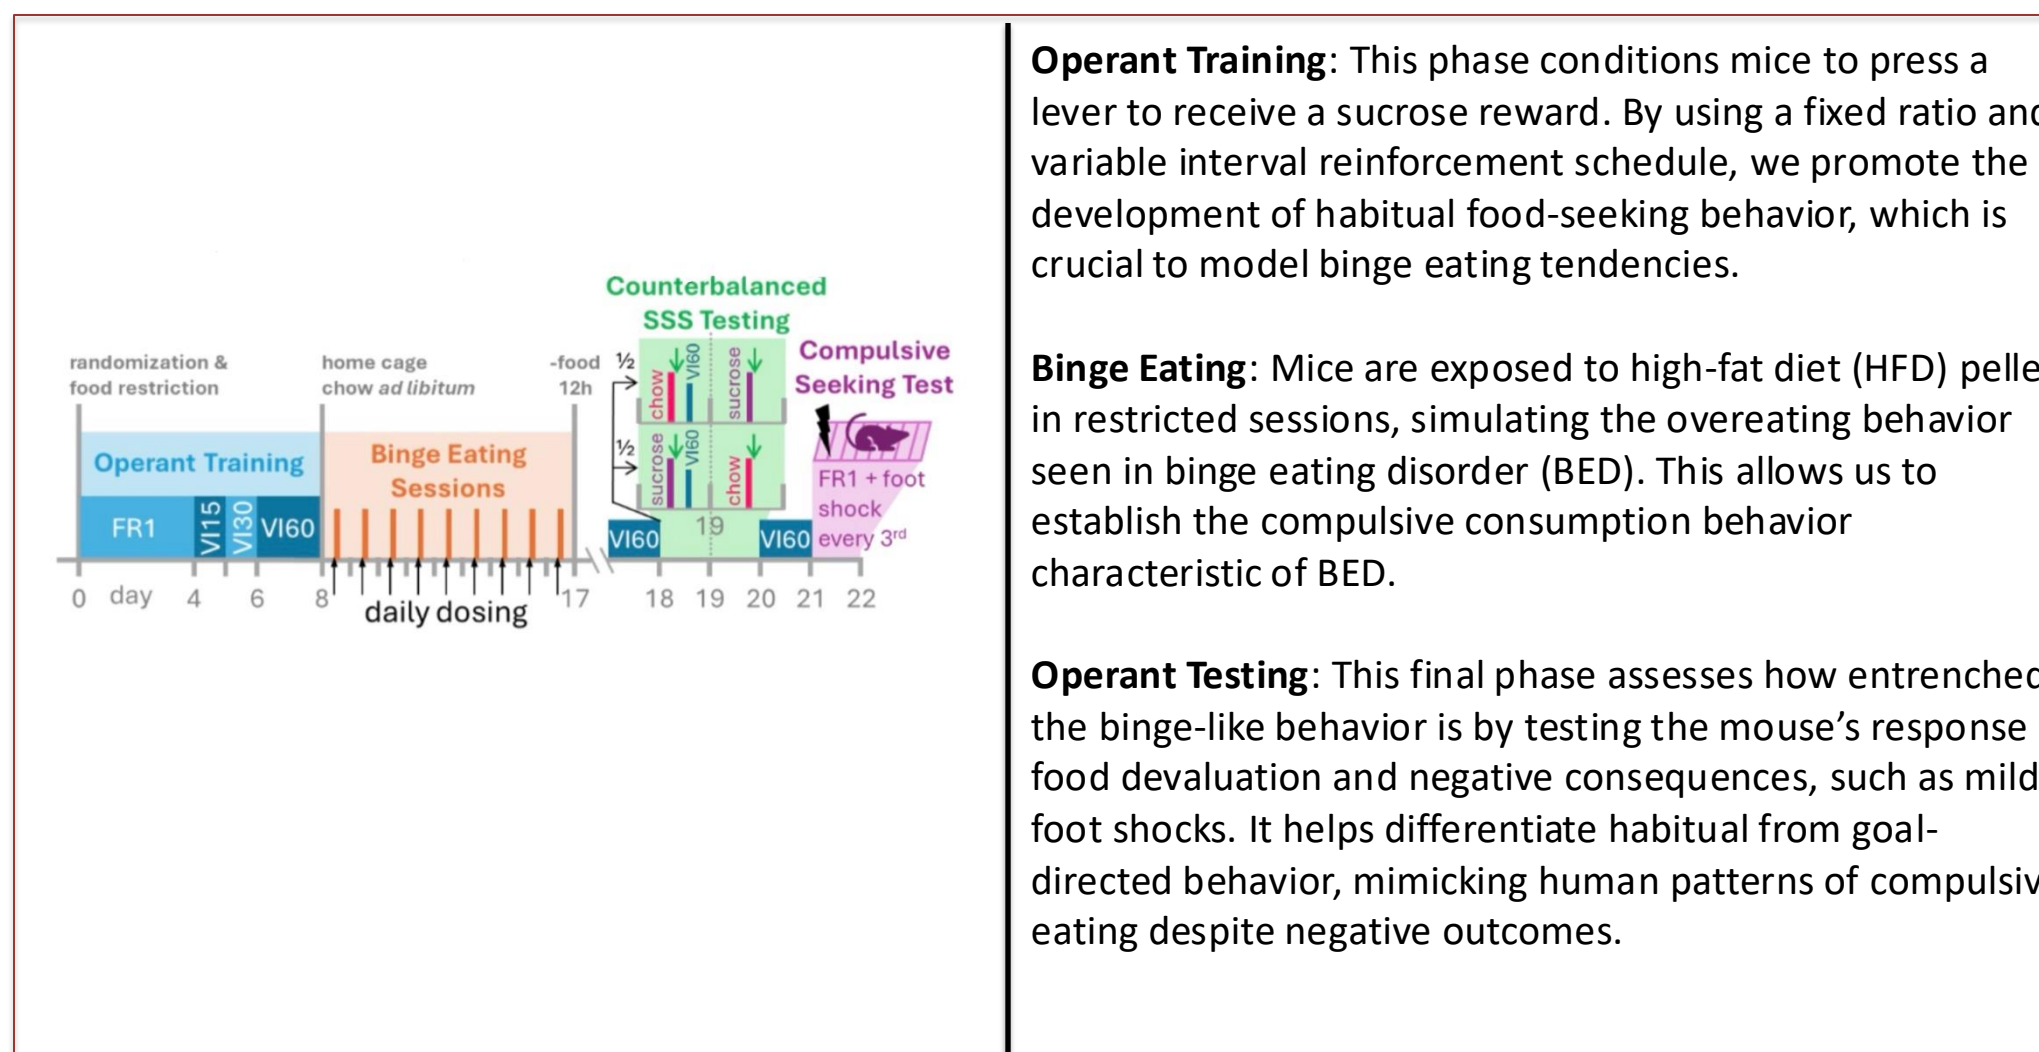 Counterbalanced
SSS Testing
Compulsive
Seeking Test
randomization &
food restriction
home cage
chow ad libitum
-food
12h
½
chow
VI60
sucrose
½
sucrose
VI60
chow
Operant Training
Binge Eating
Sessions
FR1
VI15
VI30
VI60
VI60
19
VI60
FR1 + foot
shock
every 3rd
0 day 4 6 8 17 18 19 20 21 22
daily dosing
Operant Training: This phase conditions mice to press a
lever to receive a sucrose reward. By using a fixed ratio and
variable interval reinforcement schedule, we promote the
development of habitual food-seeking behavior, which is
crucial to model binge eating tendencies.
Binge Eating: Mice are exposed to high-fat diet (HFD) pelle
in restricted sessions, simulating the overeating behavior
seen in binge eating disorder (BED). This allows us to
establish the compulsive consumption behavior
characteristic of BED.
Operant Testing: This final phase assesses how entrenched
the binge-like behavior is by testing the mouse’s response
food devaluation and negative consequences, such as mild
foot shocks. It helps differentiate habitual from goal-
directed behavior, mimicking human patterns of compulsiv
eating despite negative outcomes.